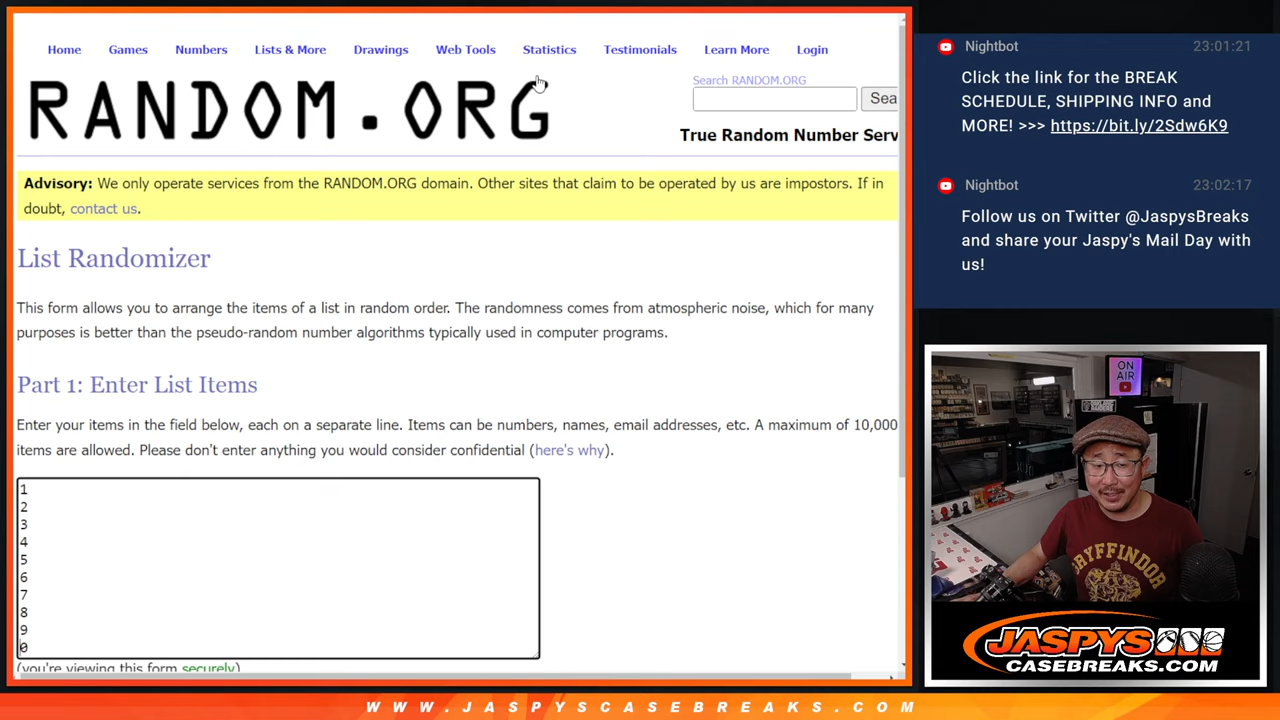 Home Games Numbers Lists & More Drawings Web Tools Statistics Testimonials Learn More Login
RANDOM.ORG
Search RANDOM.ORG
Sea
True Random Number Serv
Advisory: We only operate services from the RANDOM.ORG domain. Other sites that claim to be operated by us are impostors. If in
doubt, contact us.
List Randomizer
This form allows you to arrange the items of a list in random order. The randomness comes from atmospheric noise, which for many
purposes is better than the pseudo-random number algorithms typically used in computer programs.
Part 1: Enter List Items
Enter your items in the field below, each on a separate line. Items can be numbers, names, email addresses, etc. A maximum of 10,000
items are allowed. Please don't enter anything you would consider confidential (here's why).
1
2
3
4
5
6
7
8
9
0
(you're viewing this form securely)
Nightbot 23:01:21
Click the link for the BREAK
SCHEDULE, SHIPPING INFO and
MORE! >>> https://bit.ly/2Sdw6K9
Nightbot 23:02:17
Follow us on Twitter @JaspysBreaks
and share your Jaspy's Mail Day with
us!
ON
AIR
GRYFFINDOR
JASPYS
CASEBREAKS.COM
WWW.JASPYSCASEBREAKS.COM